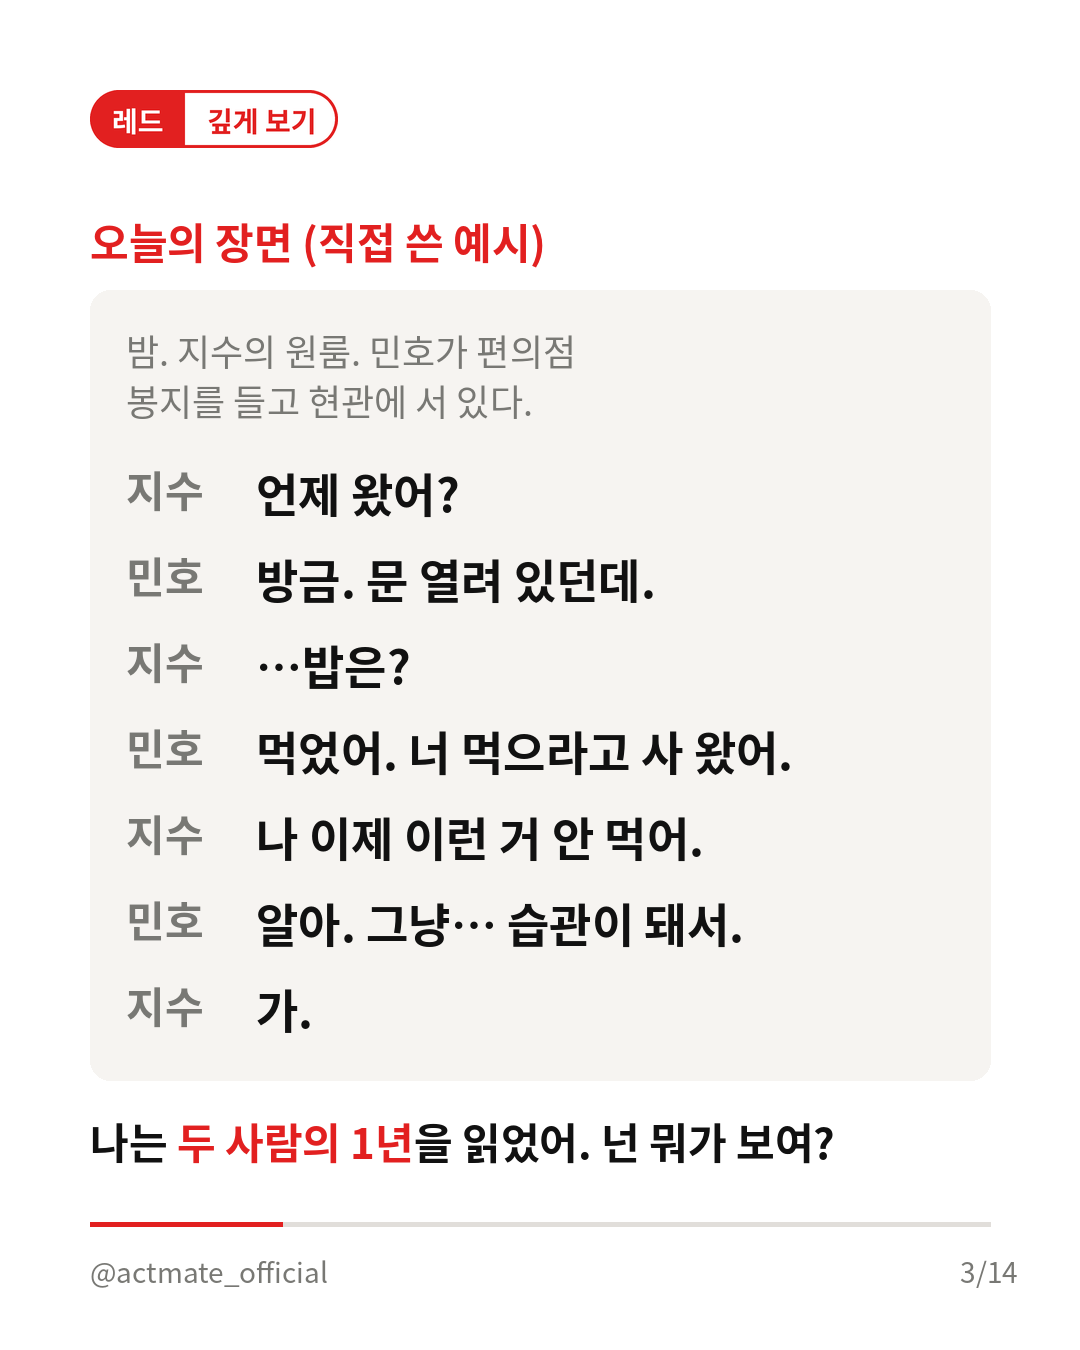 레드 깊게 보기
오늘의 장면 (직접 쓴 예시)
밤. 지수의 원룸. 민호가 편의점
봉지를 들고 현관에 서 있다.
지수 언제 왔어?
민호 방금. 문 열려 있던데.
지수 …밥은?
민호 먹었어. 너 먹으라고 사 왔어.
지수 나 이제 이런 거 안 먹어.
민호 알아. 그냥… 습관이 돼서.
지수 가.
나는 두 사람의 1년을 읽었어. 넌 뭐가 보여?
@actmate_official 3/14